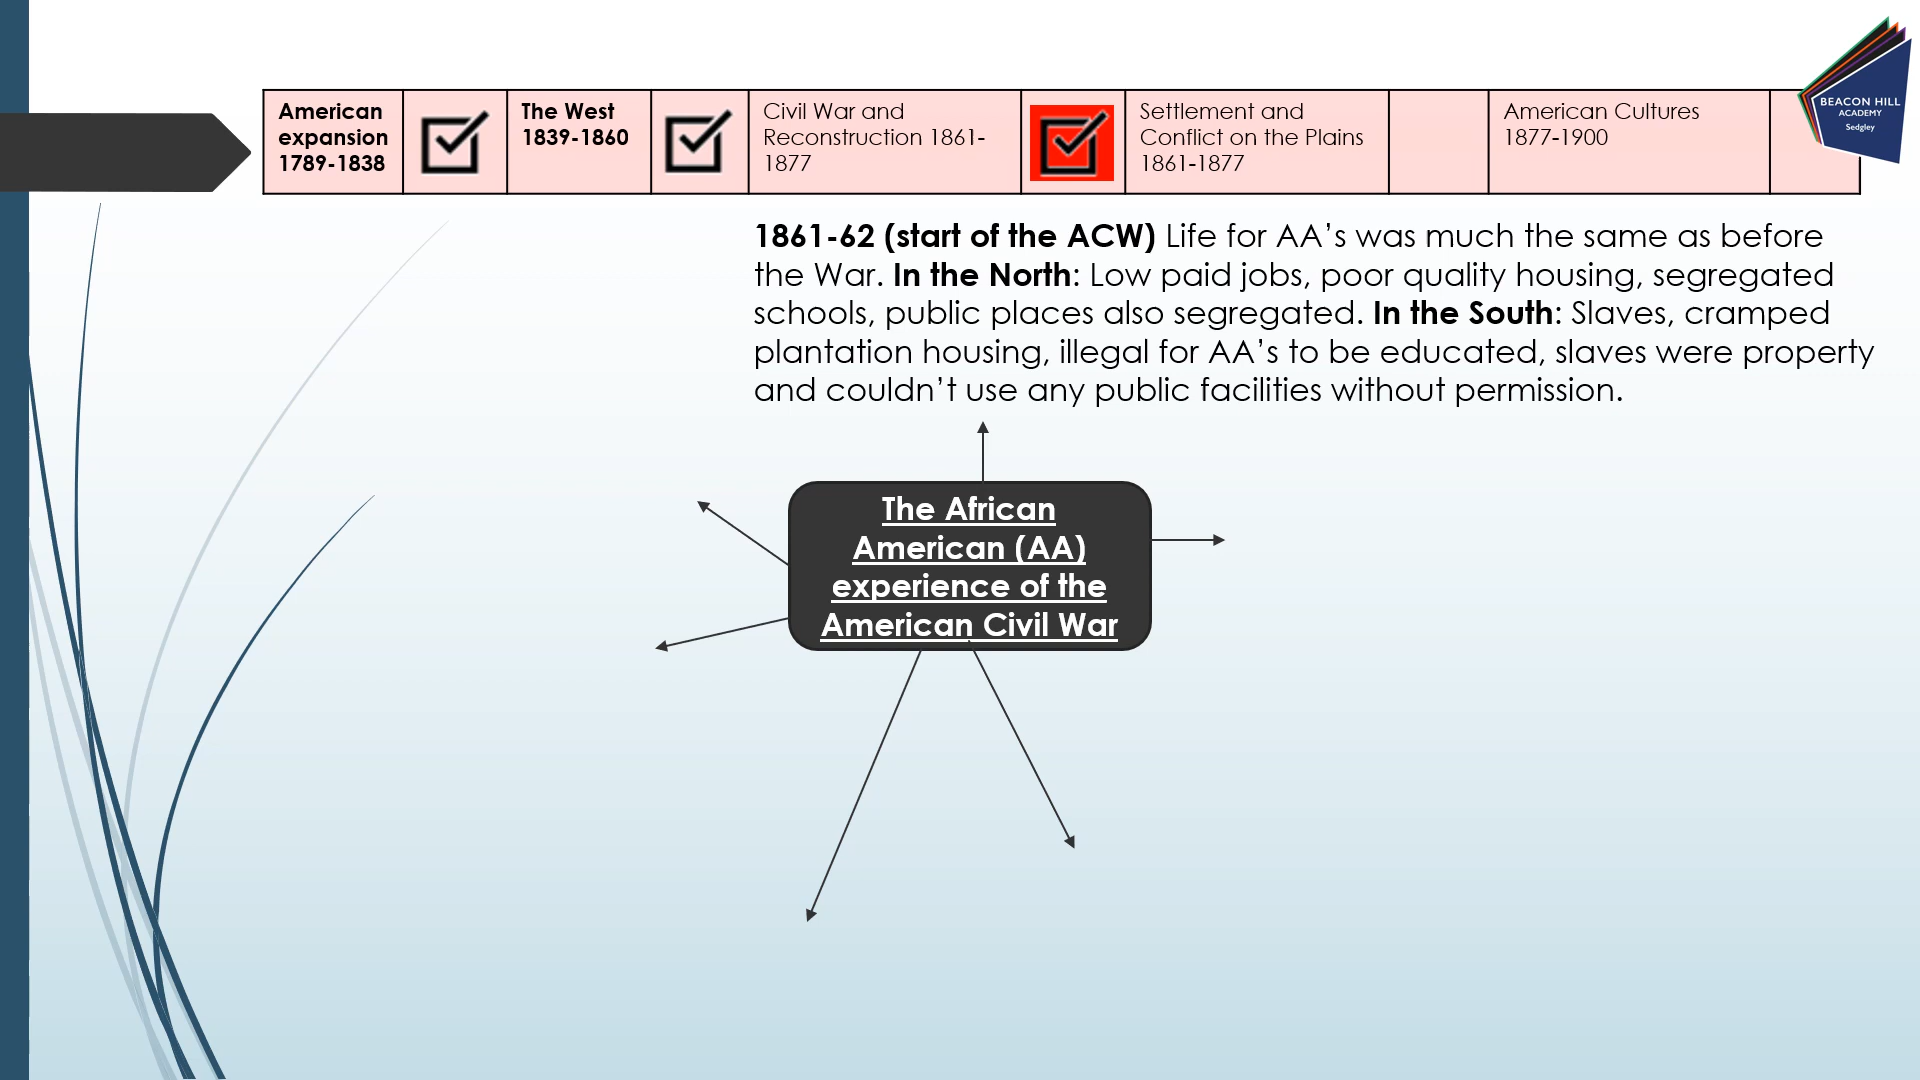 American
expansion
1789-1838
The West
1839-1860
Civil War and
Reconstruction 1861-
1877
Settlement and
Conflict on the Plains
1861-1877
American Cultures
1877-1900
BEACON HILL
ACADEMY
Sedgley
1861-62 (start of the ACW) Life for AA’s was much the same as before
the War. In the North: Low paid jobs, poor quality housing, segregated
schools, public places also segregated. In the South: Slaves, cramped
plantation housing, illegal for AA’s to be educated, slaves were property
and couldn’t use any public facilities without permission.
The African
American (AA)
experience of the
American Civil War